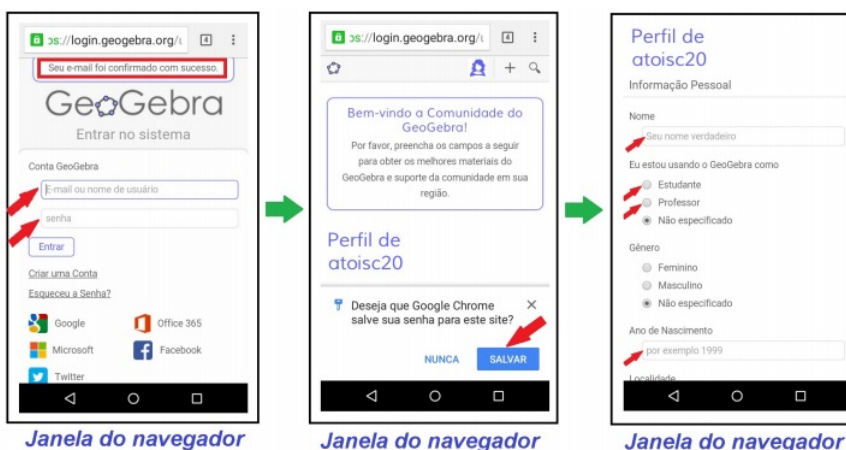 os://login.geogebra.org/
4
Seu e-mail foi confirmado com sucesso.
GeoGebra
Entrar no sistema
Conta GeoGebra
E-mail ou nome de usuário
senha
Entrar
Criar uma Conta
Esqueceu a Senha?
Google
Office 365
Microsoft
Facebook
Twitter
Janela do navegador
os://login.geogebra.org/
4
Bem-vindo a Comunidade do
GeoGebra!
Por favor, preencha os campos a seguir
para obter os melhores materiais do
GeoGebra e suporte da comunidade em sua
região.
Perfil de
atoisc20
Deseja que Google Chrome
salve sua senha para este site?
NUNCA SALVAR
Janela do navegador
Perfil de
atoisc20
Informação Pessoal
Nome
Seu nome verdadeiro
Eu estou usando o GeoGebra como
Estudante
Professor
Não especificado
Gênero
Feminino
Masculino
Não especificado
Ano de Nascimento
por exemplo 1999
Localidade
Janela do navegador